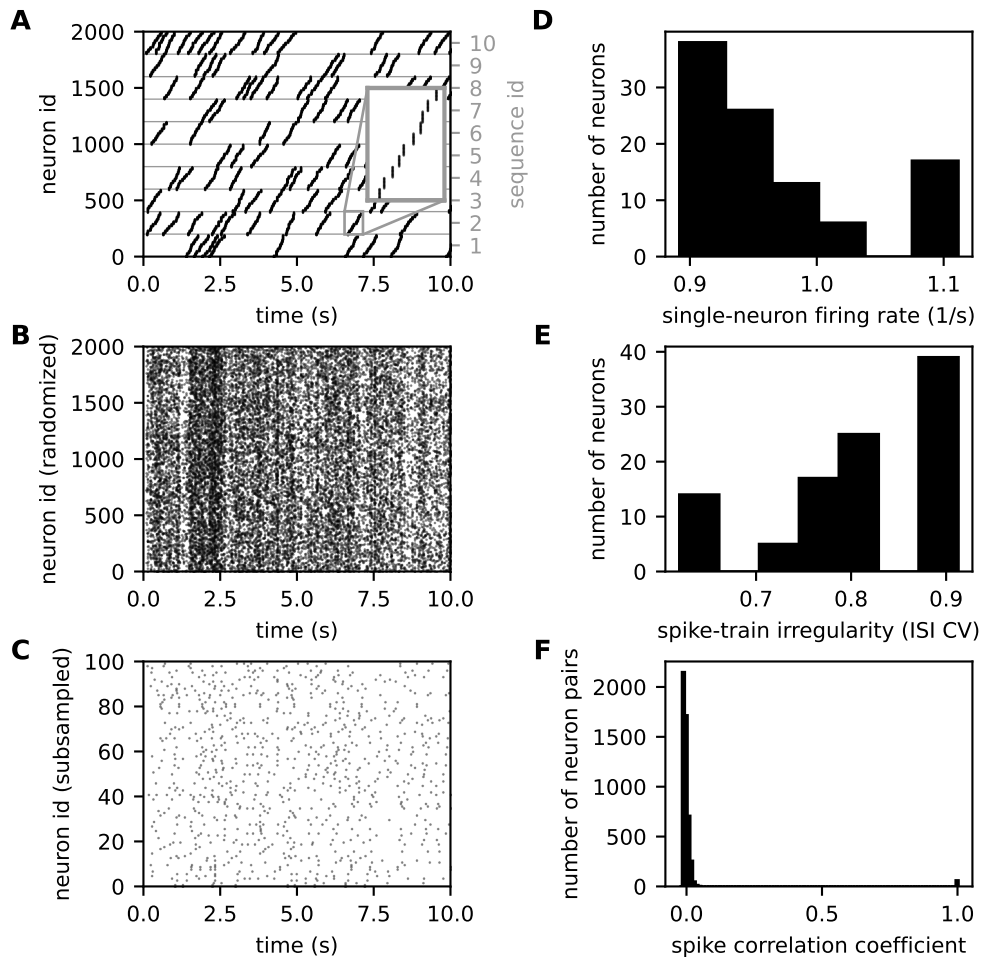 A
neuron id
2000
1500
1000
500
0
0.0 2.5 5.0 7.5 10.0
time (s)
10
9
8
7
6
5
4
3
2
1
sequence id
B
neuron id (randomized)
2000
1500
1000
500
0
0.0 2.5 5.0 7.5 10.0
time (s)
C
neuron id (subsampled)
100
80
60
40
20
0
0.0 2.5 5.0 7.5 10.0
time (s)
D
number of neurons
30
20
10
0
0.9 1.0 1.1
single-neuron firing rate (1/s)
E
number of neurons
40
30
20
10
0
0.7 0.8 0.9
spike-train irregularity (ISI CV)
F
number of neuron pairs
2000
1500
1000
500
0
0.0 0.5 1.0
spike correlation coefficient